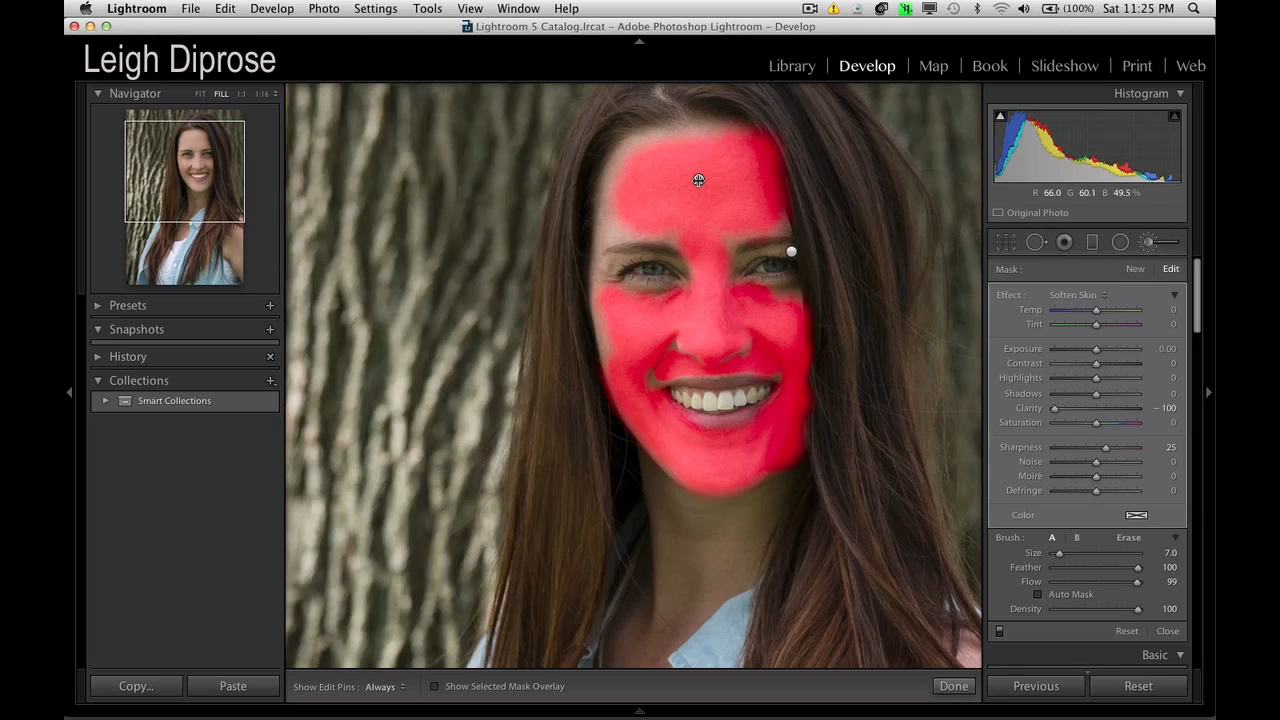 Lightroom File Edit Develop Photo Settings Tools View Window Help (100%) Sat 11:25 PM
Lightroom 5 Catalog.lrcat – Adobe Photoshop Lightroom – Develop
Leigh Diprose
Library | Develop | Map | Book | Slideshow | Print | Web
Navigator FIT FILL 1:1 1:16
Presets
Snapshots
History
Collections
Smart Collections
Copy... Paste
Show Edit Pins: Always Show Selected Mask Overlay Done
Histogram
R 66.0 G 60.1 B 49.5 %
Original Photo
Mask : New Edit
Effect : Soften Skin
Temp 0
Tint 0
Exposure 0.00
Contrast 0
Highlights 0
Shadows 0
Clarity – 100
Saturation 0
Sharpness 25
Noise 0
Moiré 0
Defringe 0
Color
Brush : A B Erase
Size 7.0
Feather 100
Flow 99
Auto Mask
Density 100
Reset Close
Basic
Previous Reset